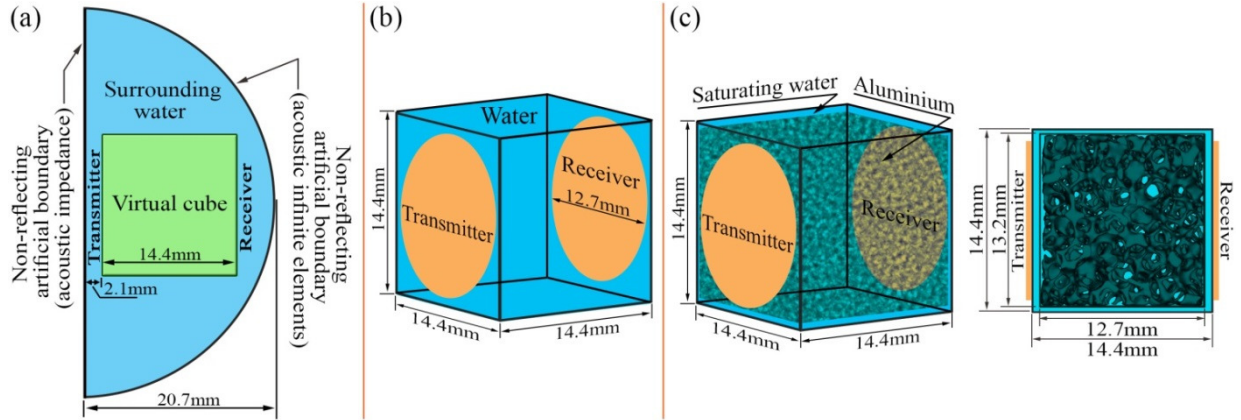 (a)
Non-reflecting
artificial boundary
(acoustic impedance)
Surrounding
water
Transmitter
Virtual cube
Receiver
14.4mm
2.1mm
20.7mm
Non-reflecting
artificial boundary
(acoustic infinite elements)
(b)
Water
Transmitter
Receiver
12.7mm
14.4mm
14.4mm
14.4mm
(c)
Saturating water
Aluminium
Transmitter
Receiver
14.4mm
14.4mm
14.4mm
14.4mm
13.2mm
Transmitter
Receiver
12.7mm
14.4mm